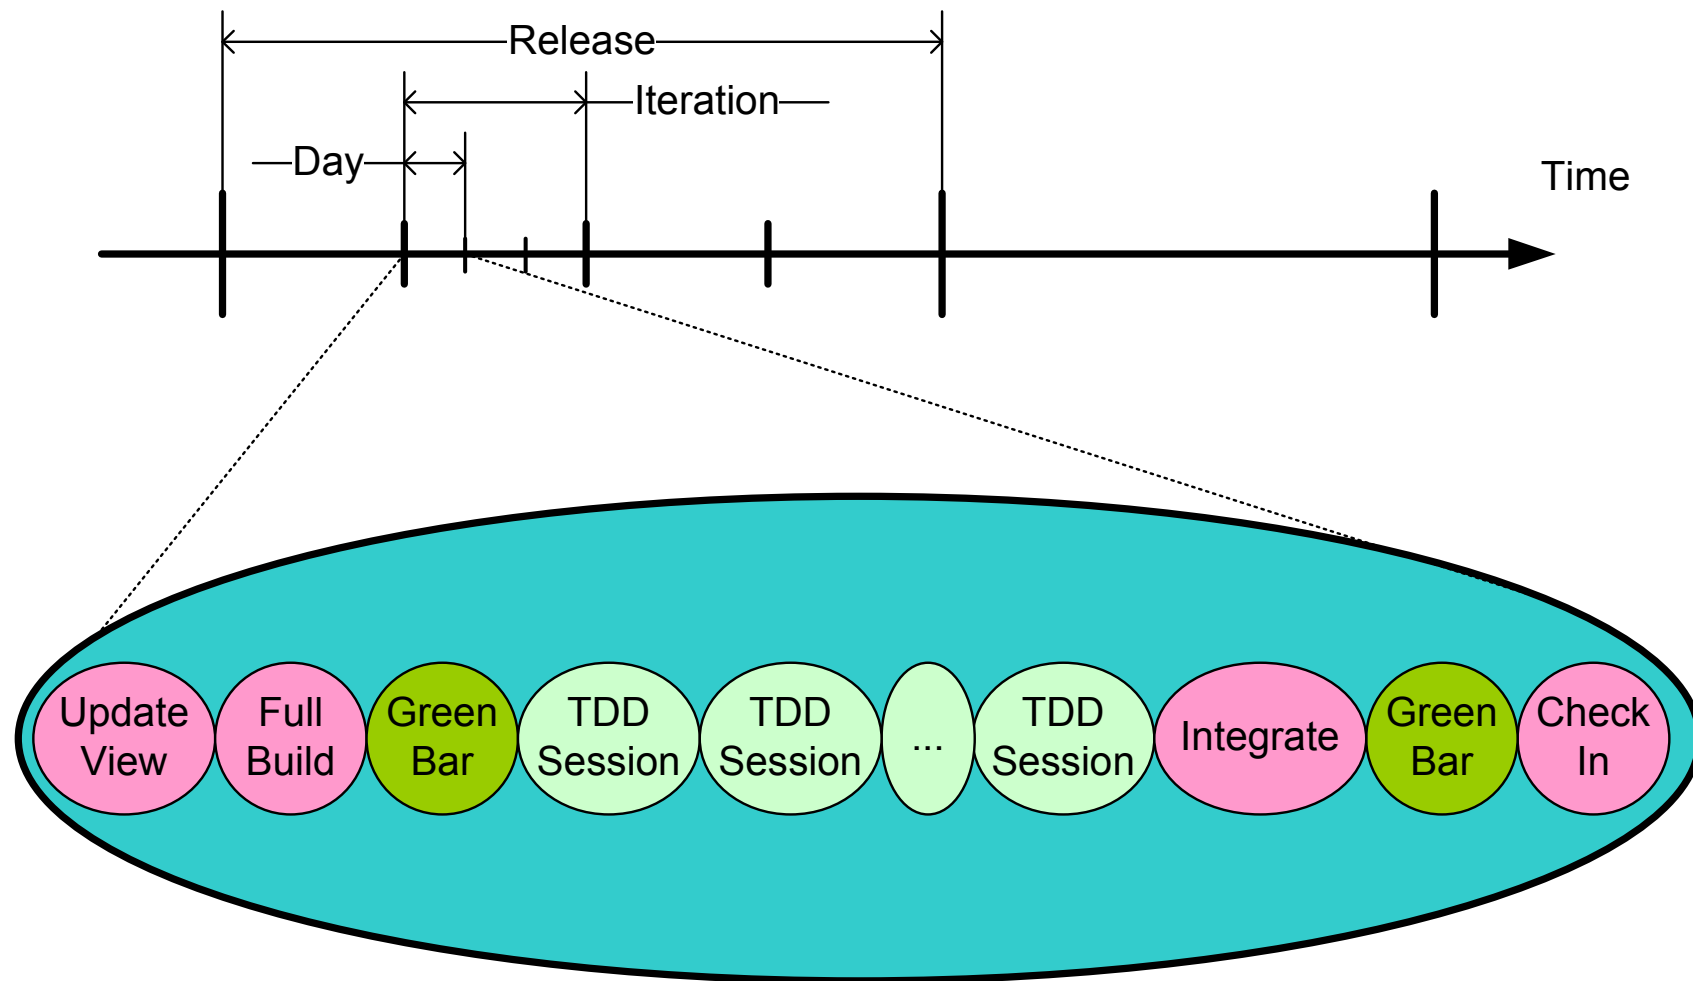 Release
Iteration
Day
Time
Update
View
Full
Build
Green
Bar
TDD
Session
TDD
Session
...
TDD
Session
Integrate
Green
Bar
Check
In